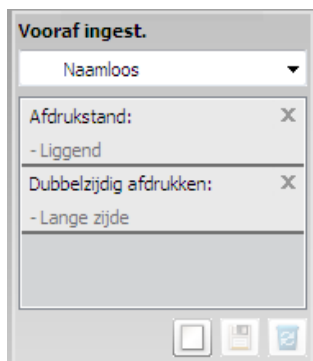 Vooraf ingest.
Naamloos
Afdrukstand:
- Liggend
Dubbelzijdig afdrukken:
- Lange zijde